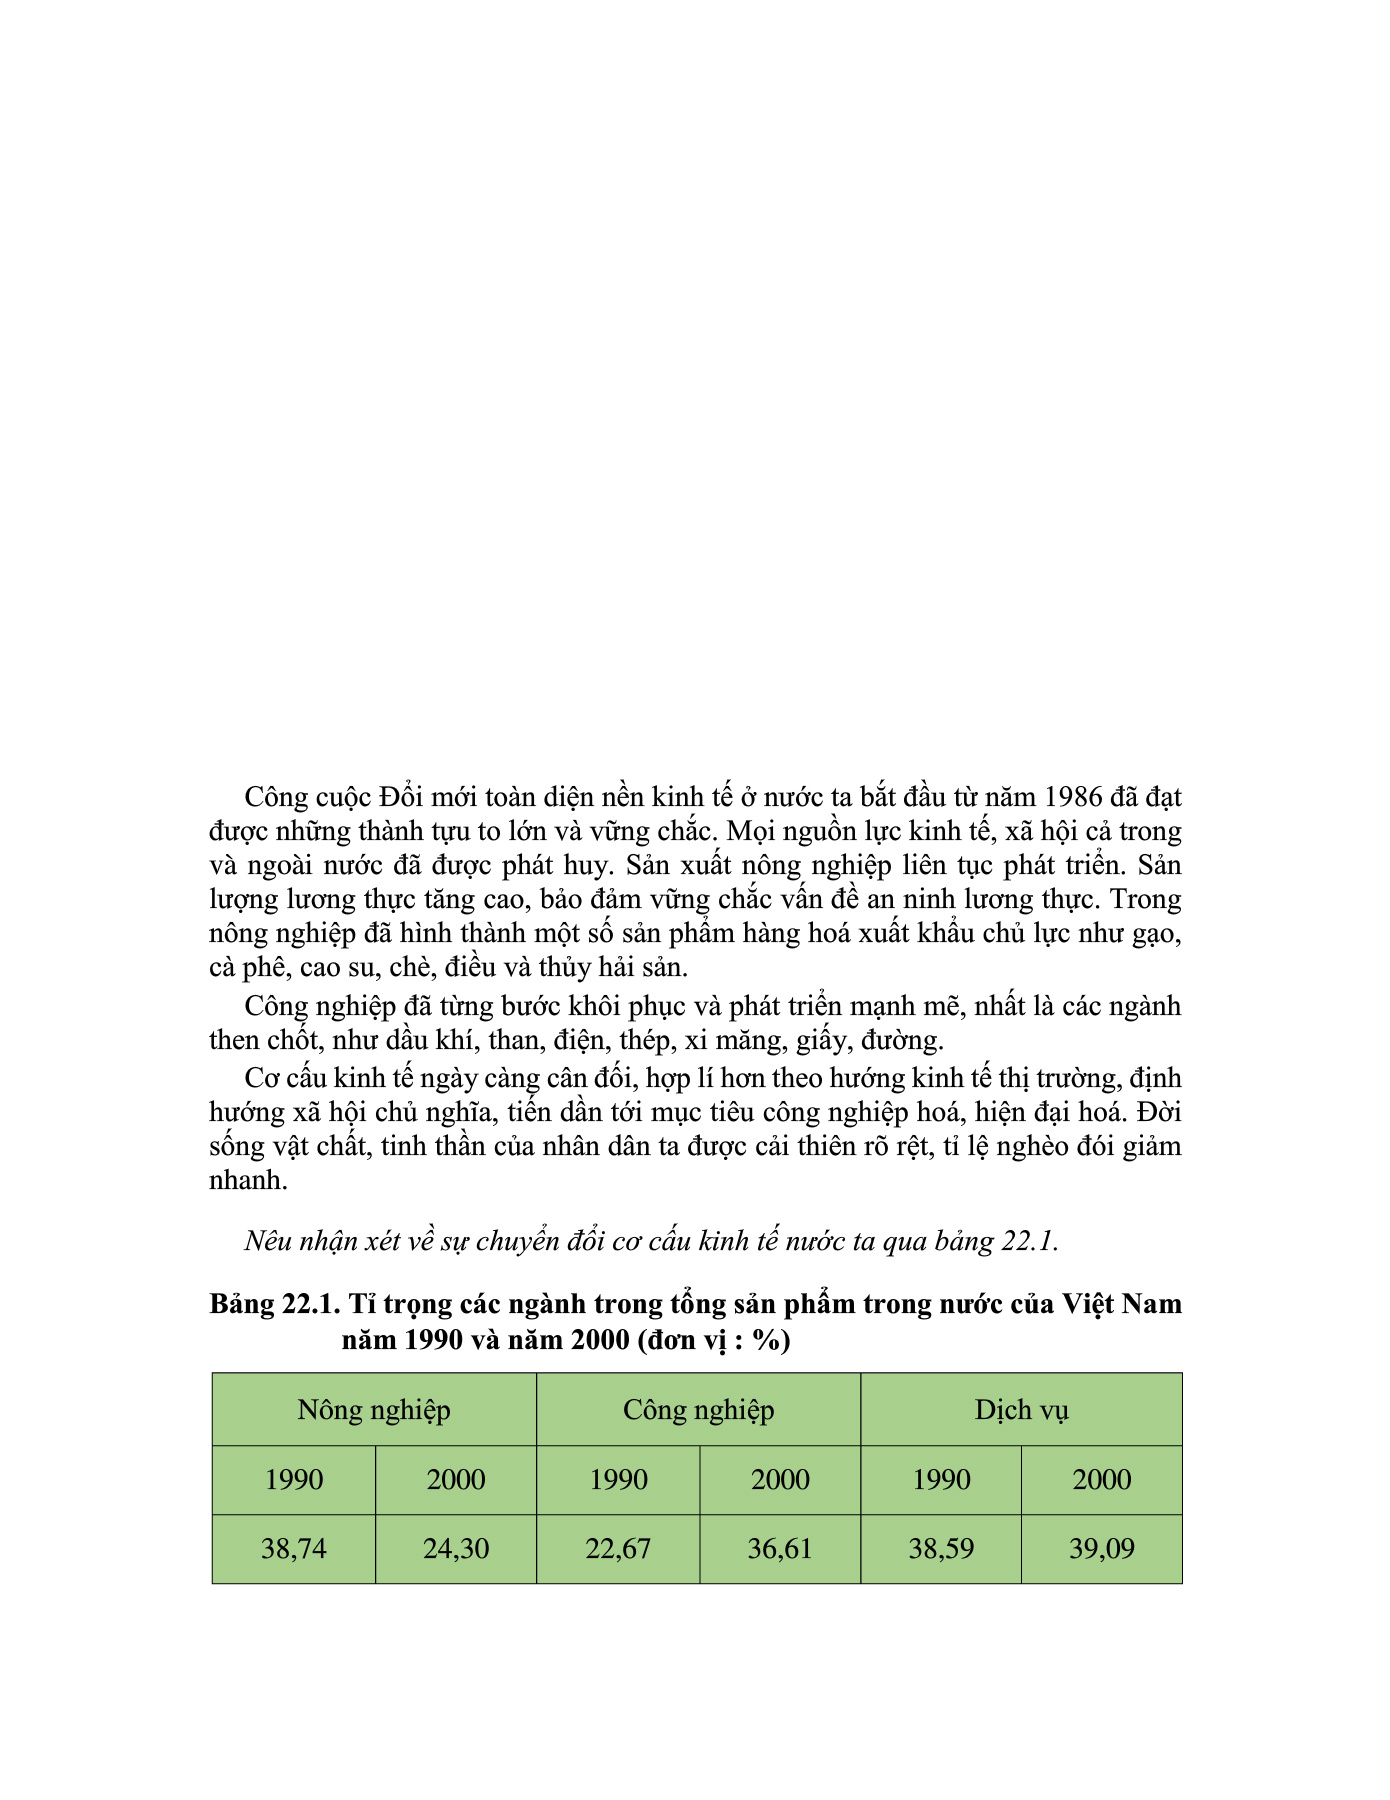 Công cuộc Đổi mới toàn diện nền kinh tế ở nước ta bắt đầu từ năm 1986 đã đạt
được những thành tựu to lớn và vững chắc. Mọi nguồn lực kinh tế, xã hội cả trong
và ngoài nước đã được phát huy. Sản xuất nông nghiệp liên tục phát triển. Sản
lượng lương thực tăng cao, bảo đảm vững chắc vấn đề an ninh lương thực. Trong
nông nghiệp đã hình thành một số sản phẩm hàng hoá xuất khẩu chủ lực như gạo,
cà phê, cao su, chè, điều và thủy hải sản.
Công nghiệp đã từng bước khôi phục và phát triển mạnh mẽ, nhất là các ngành
then chốt, như dầu khí, than, điện, thép, xi măng, giấy, đường.
Cơ cấu kinh tế ngày càng cân đối, hợp lí hơn theo hướng kinh tế thị trường, định
hướng xã hội chủ nghĩa, tiến dần tới mục tiêu công nghiệp hoá, hiện đại hoá. Đời
sống vật chất, tinh thần của nhân dân ta được cải thiên rõ rệt, tỉ lệ nghèo đói giảm
nhanh.
Nêu nhận xét về sự chuyển đổi cơ cấu kinh tế nước ta qua bảng 22.1.
Bảng 22.1. Tỉ trọng các ngành trong tổng sản phẩm trong nước của Việt Nam
năm 1990 và năm 2000 (đơn vị : %)
Nông nghiệp Công nghiệp Dịch vụ
1990 2000 1990 2000 1990 2000
38,74 24,30 22,67 36,61 38,59 39,09